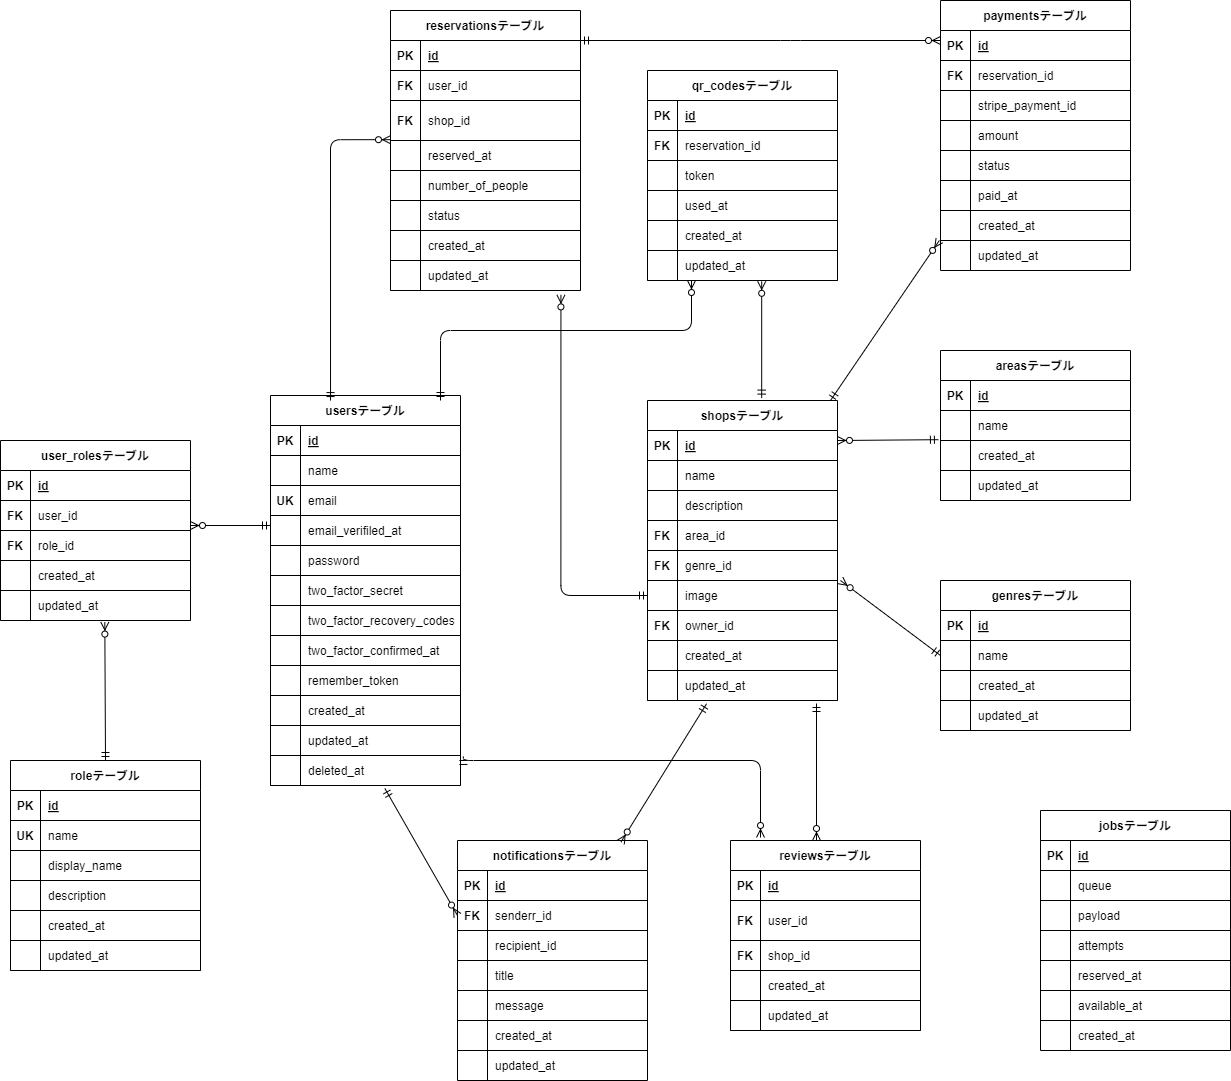 reservationsテーブル
PK id
FK user_id
FK shop_id
reserved_at
number_of_people
status
created_at
updated_at
qr_codesテーブル
PK id
FK reservation_id
token
used_at
created_at
updated_at
paymentsテーブル
PK id
FK reservation_id
stripe_payment_id
amount
status
paid_at
created_at
updated_at
user_rolesテーブル
PK id
FK user_id
FK role_id
created_at
updated_at
usersテーブル
PK id
name
UK email
email_verifiled_at
password
two_factor_secret
two_factor_recovery_codes
two_factor_confirmed_at
remember_token
created_at
updated_at
deleted_at
shopsテーブル
PK id
name
description
FK area_id
FK genre_id
image
FK owner_id
created_at
updated_at
areasテーブル
PK id
name
created_at
updated_at
genresテーブル
PK id
name
created_at
updated_at
roleテーブル
PK id
UK name
display_name
description
created_at
updated_at
notificationsテーブル
PK id
FK senderr_id
recipient_id
title
message
created_at
updated_at
reviewsテーブル
PK id
FK user_id
FK shop_id
created_at
updated_at
jobsテーブル
PK id
queue
payload
attempts
reserved_at
available_at
created_at